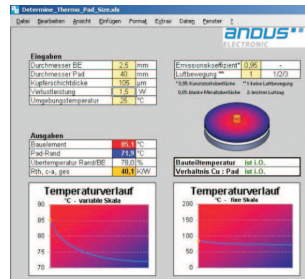 Determine_Thermo_Pad_Size.xls
Datei Bearbeiten Ansicht Einfügen Format Extras Daten Fenster ?
andus
ELECTRONIC
Eingaben
Durchmesser BE 2,5 mm
Durchmesser Pad 40 mm
Kupferschichtdicke 105 µm
Verlustleistung 1,5 W
Umgebungstemperatur 25 °C
Emissionskoeffizient* 0,95 -
Luftbewegung ** 1 1/2/3
* 0,95: Kunststoffoberfläche ** 1: keine Luftbewegung
0,05: blanke Metalloberfläche 2: leichter Luftzug
Ausgaben
Bauelement 85,1 °C
Pad-Rand 71,9 °C
Übertemperatur Rand/BE 78,0 %
Rth, c-a, ges 40,1 K/W
Bauteiltemperatur ist i.O.
Verhältnis Cu : Pad ist i.O.
Temperaturverlauf
°C - variable Skala
90
85
80
75
70
Temperaturverlauf
°C - fixe Skala
200
150
100
50
0